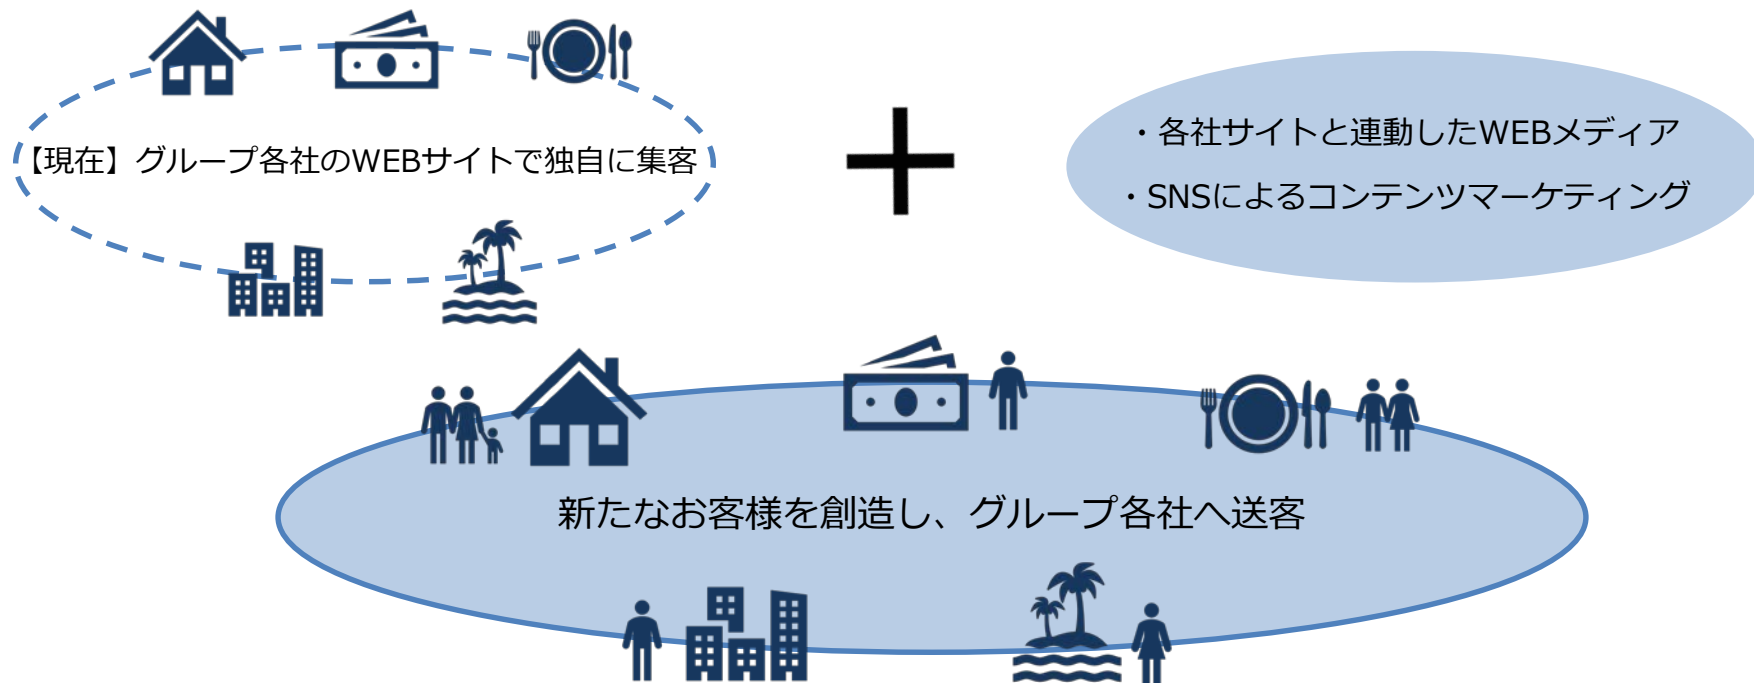 【現在】グループ各社のWEBサイトで独自に集客
・各社サイトと連動したWEBメディア
・SNSによるコンテンツマーケティング
新たなお客様を創造し、グループ各社へ送客